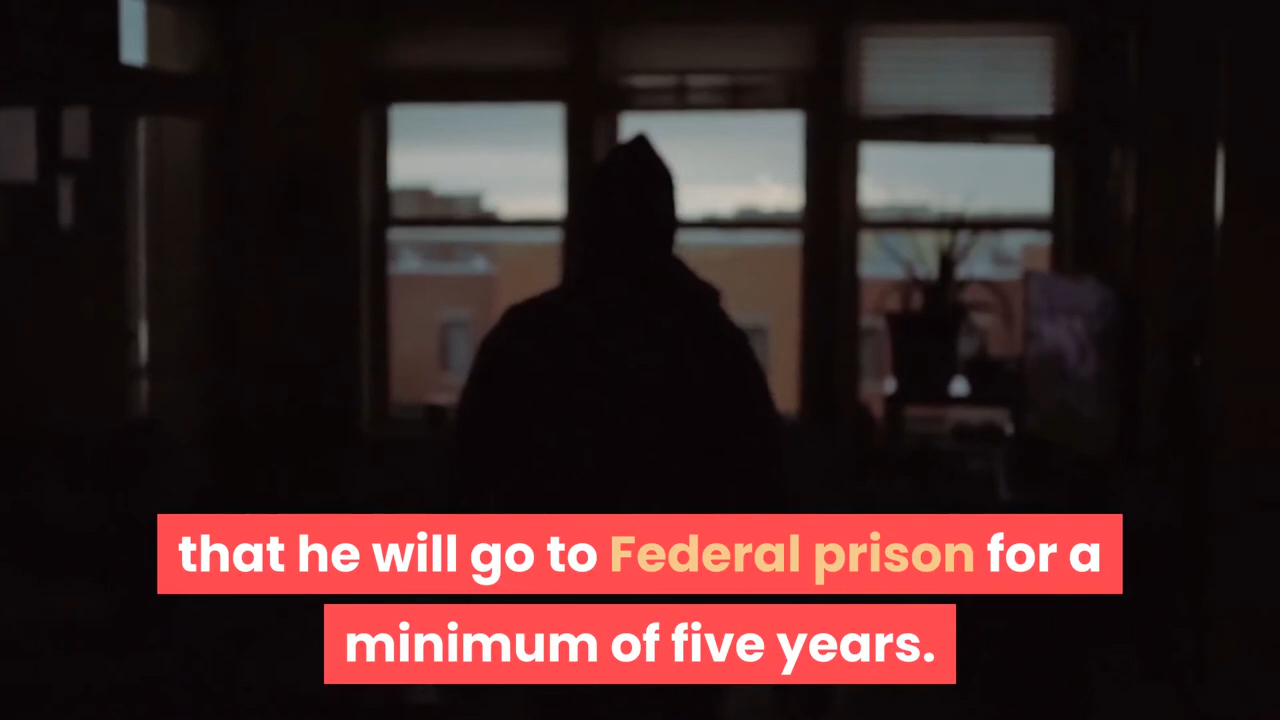 that he will go to Federal prison for a
minimum of five years.